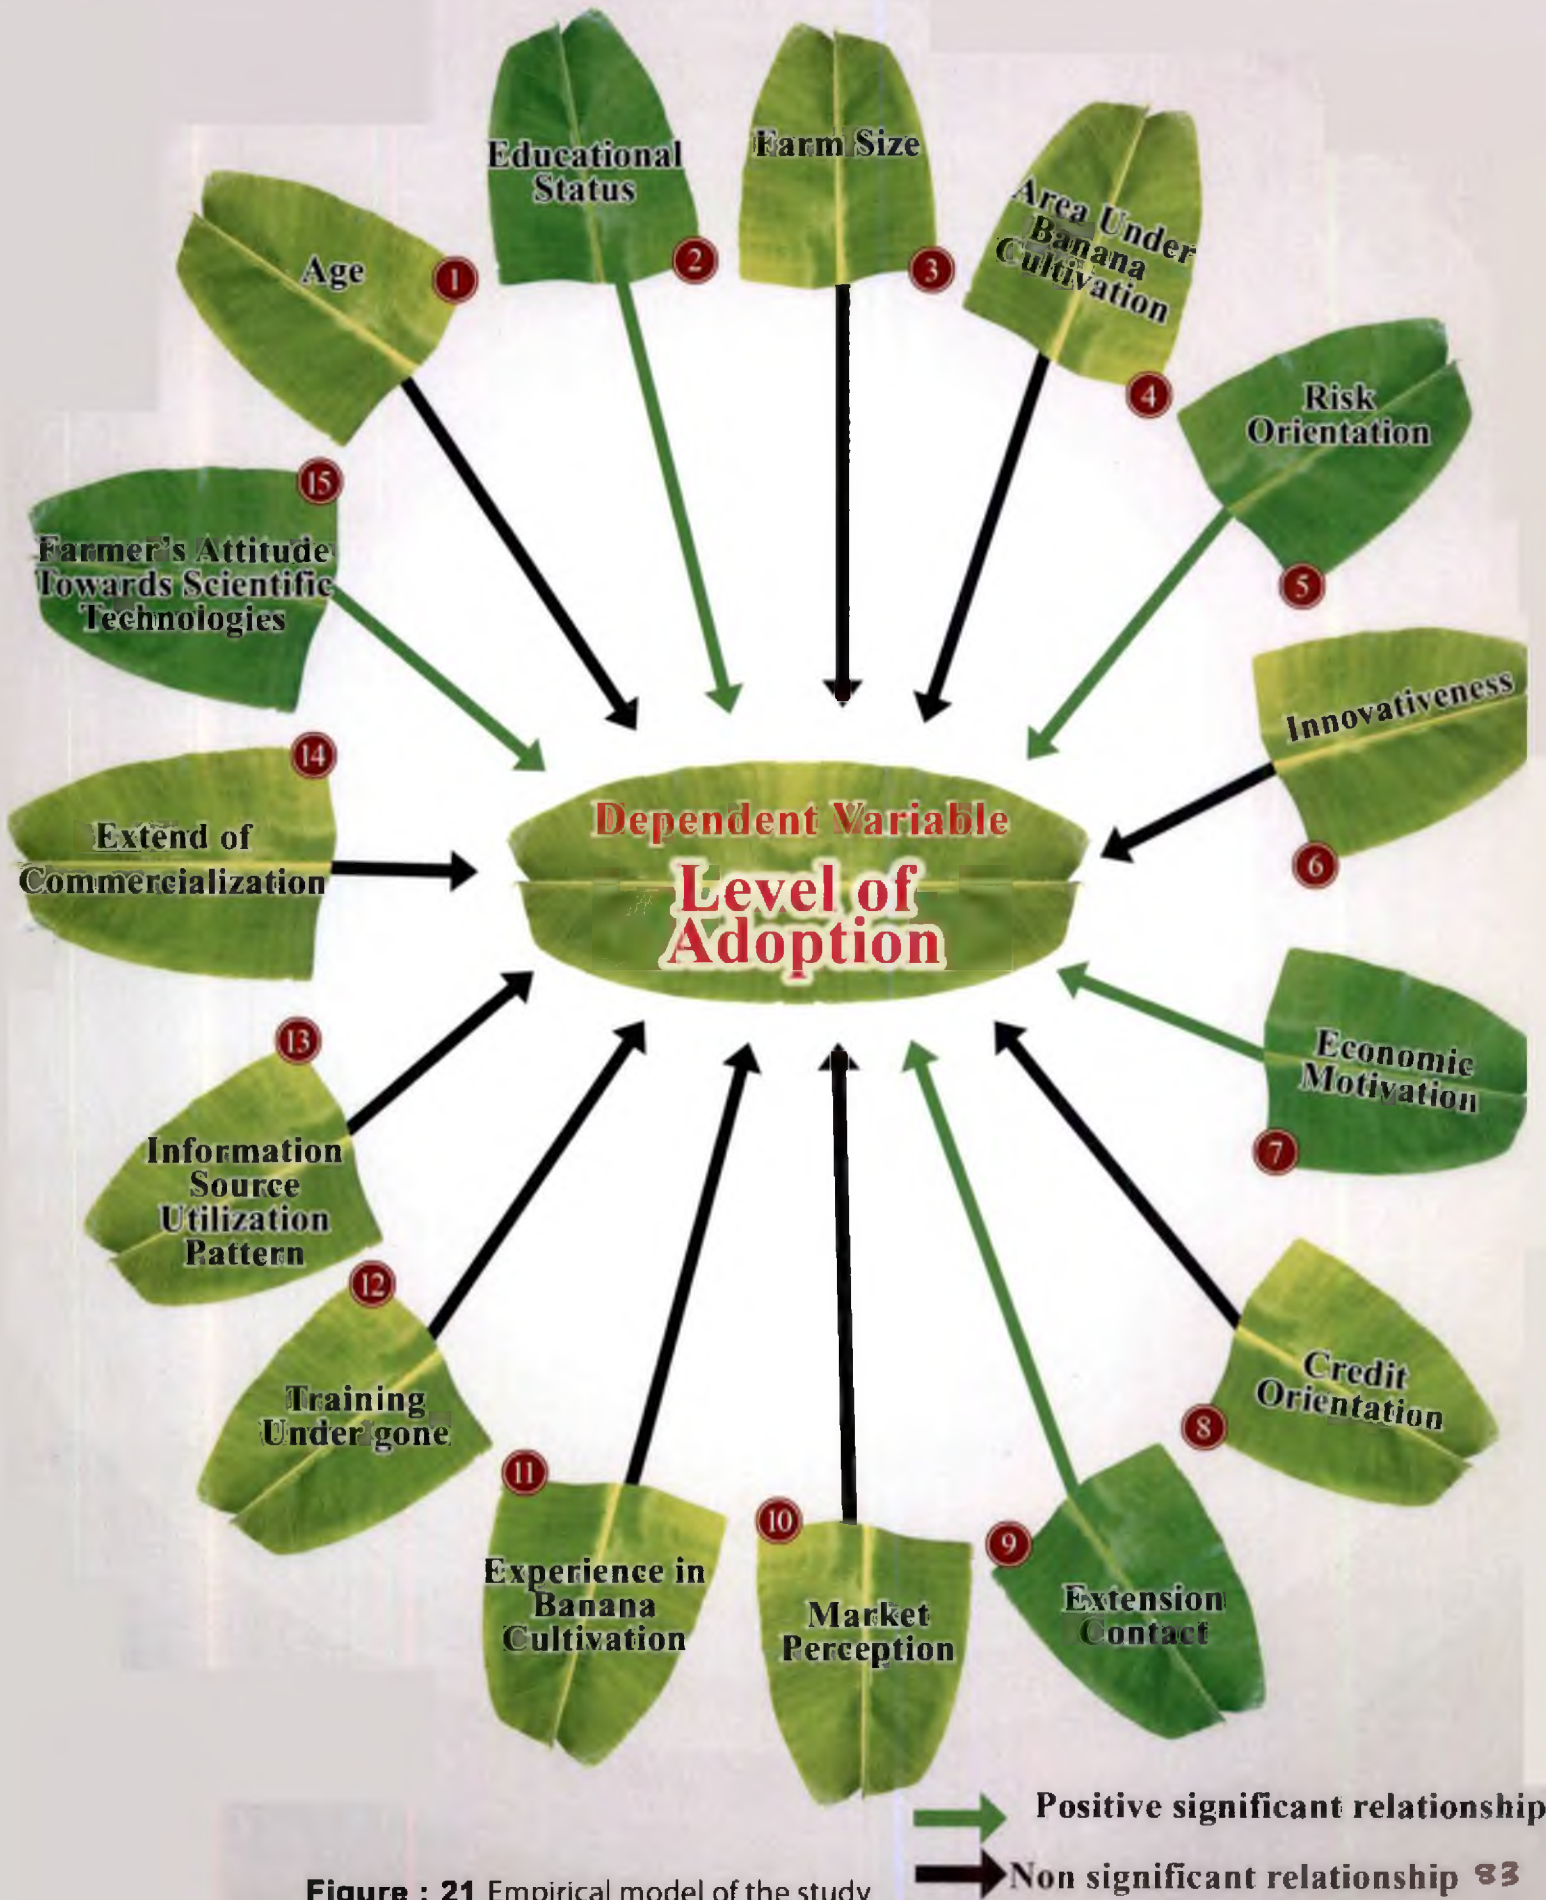 Age
1
Educational
Status
2
Farm Size
3
Area Under
Banana
Cultivation
4
Risk
Orientation
5
Innovativeness
6
Economic
Motivation
7
Credit
Orientation
8
Extension
Contact
9
Market
Perception
10
Experience in
Banana
Cultivation
11
Training
Under gone
12
Information
Source
Utilization
Pattern
13
Extend of
Commercialization
14
Farmer's Attitude
Towards Scientific
Technologies
15
Dependent Variable
Level of
Adoption
Positive significant relationship
Non significant relationship 83
Figure : 21 Empirical model of the study